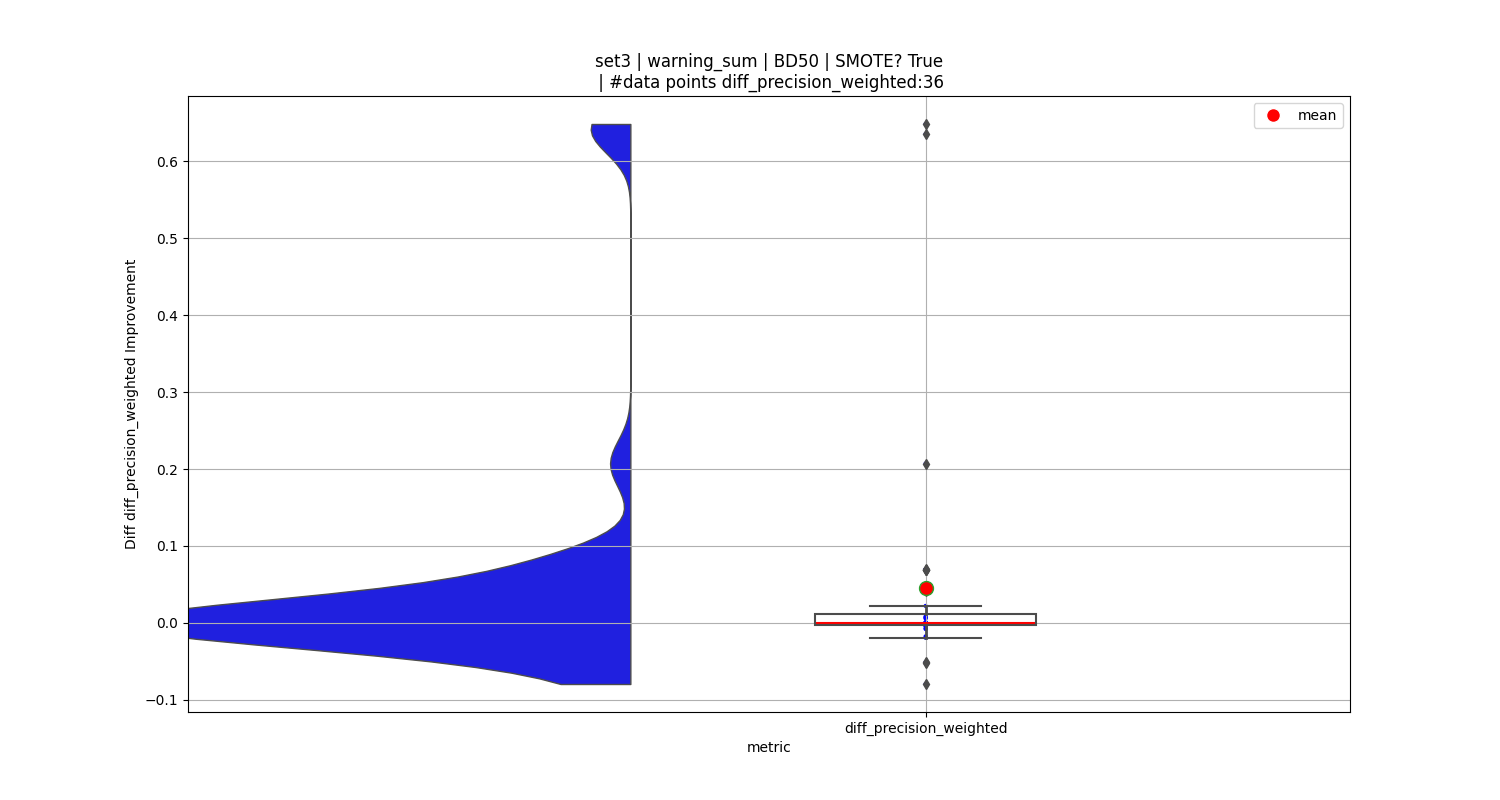 set3 | warning_sum | BD50 | SMOTE? True
| #data points diff_precision_weighted:36
mean
0.6
0.5
0.4
0.3
0.2
0.1
0.0
−0.1
Diff diff_precision_weighted Improvement
diff_precision_weighted
metric